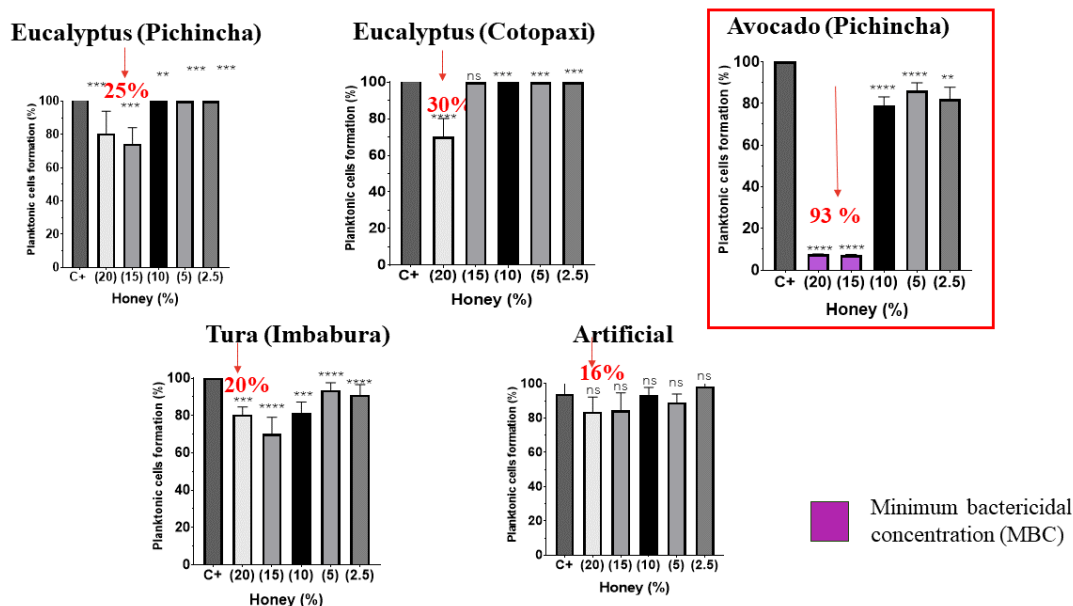 Eucalyptus (Pichincha)
Planktonic cells formation (%)
100
80
60
40
20
0
****
25%
***
**
***
***
C+ (20) (15) (10) (5) (2.5)
Honey (%)
Eucalyptus (Cotopaxi)
Planktonic cells formation (%)
100
80
60
40
20
0
30%
****
ns
***
***
***
C+ (20) (15) (10) (5) (2.5)
Honey (%)
Avocado (Pichincha)
Planktonic cells formation (%)
100
80
60
40
20
0
93 %
****
****
****
****
**
C+ (20) (15) (10) (5) (2.5)
Honey (%)
Tura (Imbabura)
Planktonic cells formation (%)
100
80
60
40
20
0
20%
***
****
***
****
****
C+ (20) (15) (10) (5) (2.5)
Honey (%)
Artificial
Planktonic cells formation (%)
100
80
60
40
20
0
16%
ns
ns
ns
ns
ns
C+ (20) (15) (10) (5) (2.5)
Honey (%)
Minimum bactericidal
concentration (MBC)